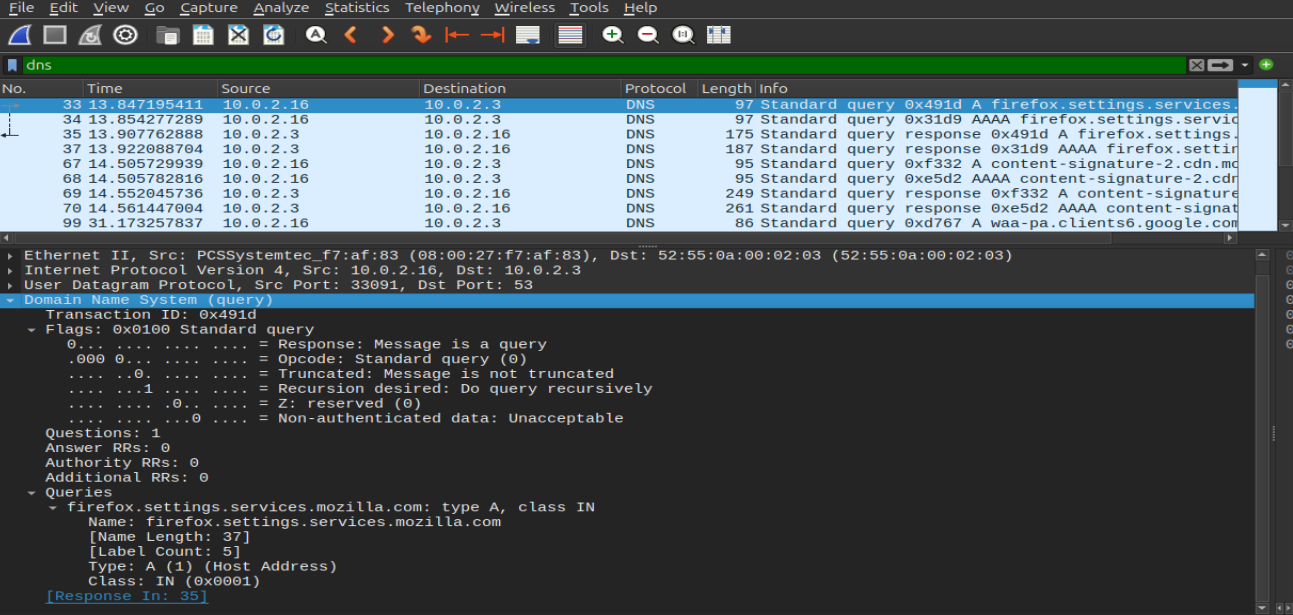 File Edit View Go Capture Analyze Statistics Telephony Wireless Tools Help
dns
No. Time Source Destination Protocol Length Info
33 13.847195411 10.0.2.16 10.0.2.3 DNS 97 Standard query 0x491d A firefox.settings.services.
34 13.854277289 10.0.2.16 10.0.2.3 DNS 97 Standard query 0x31d9 AAAA firefox.settings.servic
35 13.907762888 10.0.2.3 10.0.2.16 DNS 175 Standard query response 0x491d A firefox.settings.
37 13.922088704 10.0.2.3 10.0.2.16 DNS 187 Standard query response 0x31d9 AAAA firefox.settin
67 14.505729939 10.0.2.16 10.0.2.3 DNS 95 Standard query 0xf332 A content-signature-2.cdn.mo
68 14.505782816 10.0.2.16 10.0.2.3 DNS 95 Standard query 0xe5d2 AAAA content-signature-2.cdn
69 14.552045736 10.0.2.3 10.0.2.16 DNS 249 Standard query response 0xf332 A content-signature
70 14.561447004 10.0.2.3 10.0.2.16 DNS 261 Standard query response 0xe5d2 AAAA content-signat
99 31.173257837 10.0.2.16 10.0.2.3 DNS 86 Standard query 0xd767 A waa-pa.clients6.google.com
Ethernet II, Src: PCSSystemtec_f7:af:83 (08:00:27:f7:af:83), Dst: 52:55:0a:00:02:03 (52:55:0a:00:02:03)
Internet Protocol Version 4, Src: 10.0.2.16, Dst: 10.0.2.3
User Datagram Protocol, Src Port: 33091, Dst Port: 53
Domain Name System (query)
Transaction ID: 0x491d
Flags: 0x0100 Standard query
0... .... .... .... = Response: Message is a query
.000 0... .... .... = Opcode: Standard query (0)
.... ..0. .... .... = Truncated: Message is not truncated
.... ...1 .... .... = Recursion desired: Do query recursively
.... .... .0.. .... = Z: reserved (0)
.... .... ...0 .... = Non-authenticated data: Unacceptable
Questions: 1
Answer RRs: 0
Authority RRs: 0
Additional RRs: 0
Queries
firefox.settings.services.mozilla.com: type A, class IN
Name: firefox.settings.services.mozilla.com
[Name Length: 37]
[Label Count: 5]
Type: A (1) (Host Address)
Class: IN (0x0001)
[Response In: 35]